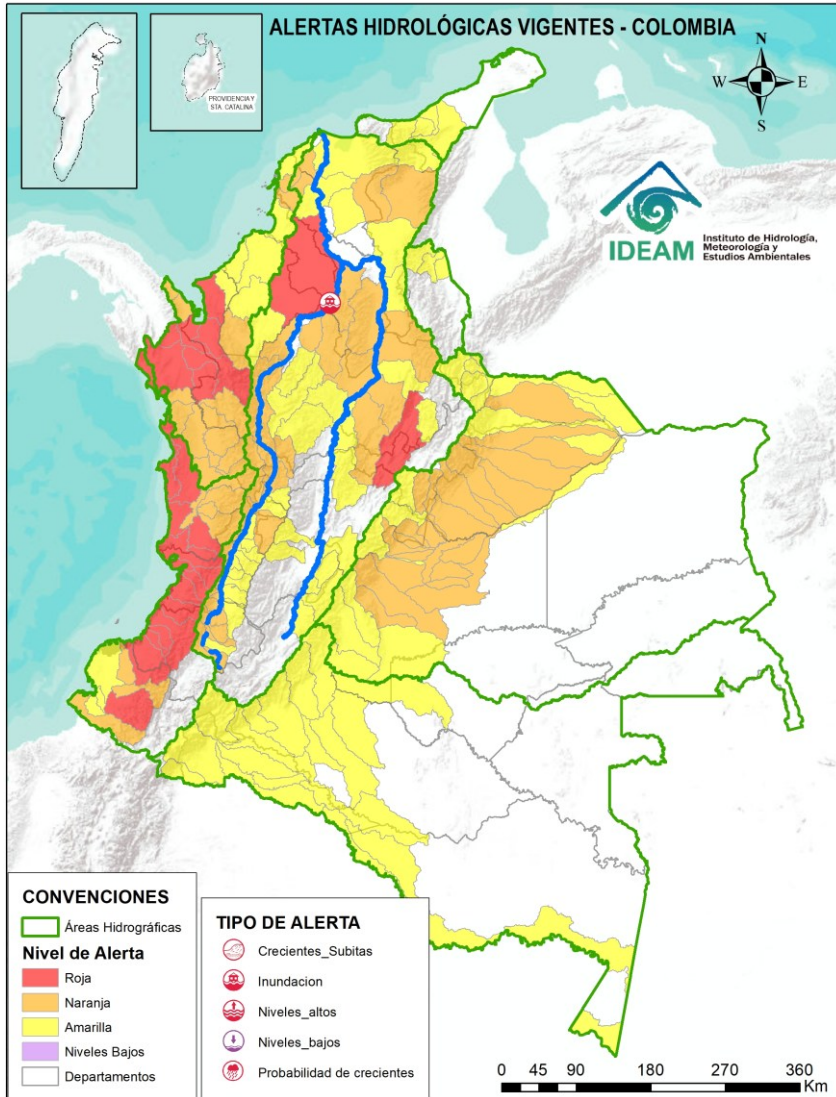 ALERTAS HIDROLÓGICAS VIGENTES - COLOMBIA
PROVIDENCIA Y
STA. CATALINA
N
W
E
S
IDEAM
Instituto de Hidrología,
Meteorología y
Estudios Ambientales
CONVENCIONES
Áreas Hidrográficas
Nivel de Alerta
Roja
Naranja
Amarilla
Niveles Bajos
Departamentos
TIPO DE ALERTA
Crecientes_Subitas
Inundacion
Niveles_altos
Niveles_bajos
Probabilidad de crecientes
0 45 90 180 270 360
Km